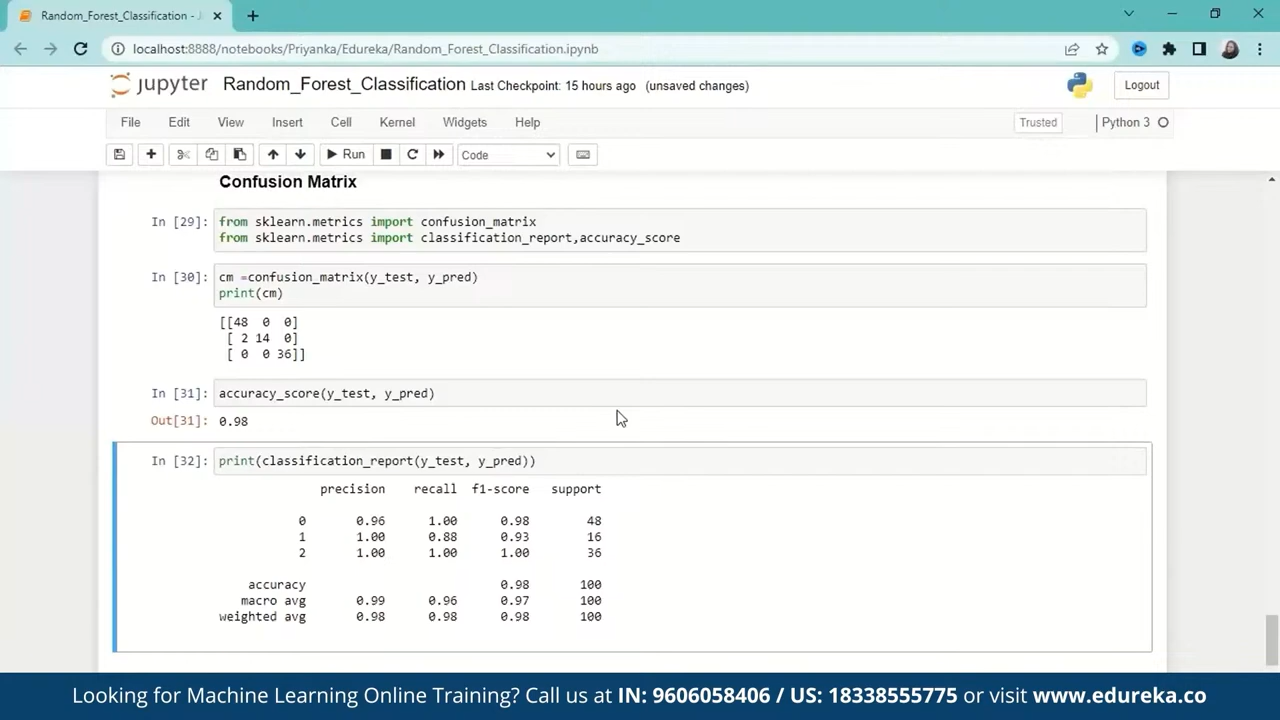 Random_Forest_Classification - J
localhost:8888/notebooks/Priyanka/Edureka/Random_Forest_Classification.ipynb
jupyter Random_Forest_Classification Last Checkpoint: 15 hours ago (unsaved changes) Logout
File Edit View Insert Cell Kernel Widgets Help Trusted Python 3
Run Code
Confusion Matrix
In [29]: from sklearn.metrics import confusion_matrix
from sklearn.metrics import classification_report,accuracy_score
In [30]: cm =confusion_matrix(y_test, y_pred)
print(cm)
[[48 0 0]
[ 2 14 0]
[ 0 0 36]]
In [31]: accuracy_score(y_test, y_pred)
Out[31]: 0.98
In [32]: print(classification_report(y_test, y_pred))
precision recall f1-score support
0 0.96 1.00 0.98 48
1 1.00 0.88 0.93 16
2 1.00 1.00 1.00 36
accuracy 0.98 100
macro avg 0.99 0.96 0.97 100
weighted avg 0.98 0.98 0.98 100
Looking for Machine Learning Online Training? Call us at IN: 9606058406 / US: 18338555775 or visit www.edureka.co